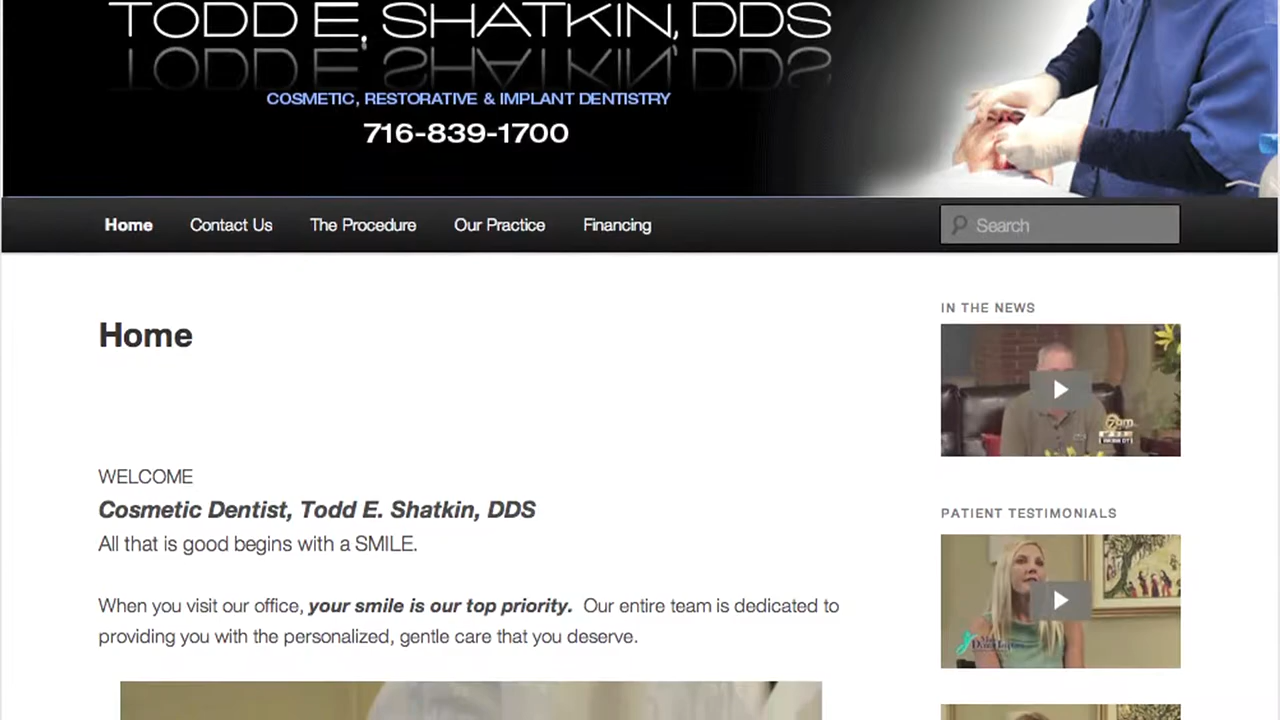 TODD E. SHATKIN, DDS
COSMETIC, RESTORATIVE & IMPLANT DENTISTRY
716-839-1700
Home Contact Us The Procedure Our Practice Financing Search
Home
WELCOME
Cosmetic Dentist, Todd E. Shatkin, DDS
All that is good begins with a SMILE.
When you visit our office, your smile is our top priority. Our entire team is dedicated to
providing you with the personalized, gentle care that you deserve.
IN THE NEWS
PATIENT TESTIMONIALS